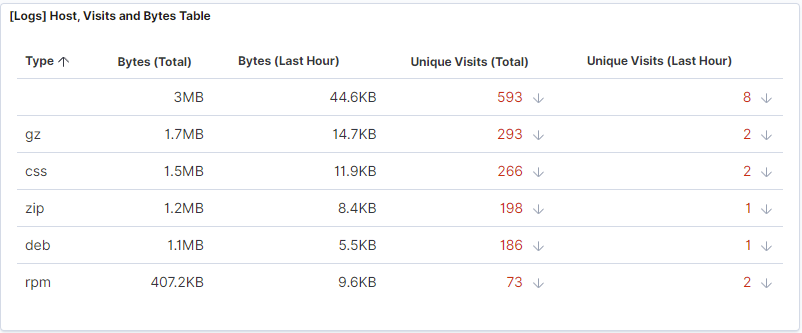 [Logs] Host, Visits and Bytes Table
Type ↑ Bytes (Total) Bytes (Last Hour) Unique Visits (Total) Unique Visits (Last Hour)
3MB 44.6KB 593 ↓ 8 ↓
gz 1.7MB 14.7KB 293 ↓ 2 ↓
css 1.5MB 11.9KB 266 ↓ 2 ↓
zip 1.2MB 8.4KB 198 ↓ 1 ↓
deb 1.1MB 5.5KB 186 ↓ 1 ↓
rpm 407.2KB 9.6KB 73 ↓ 2 ↓